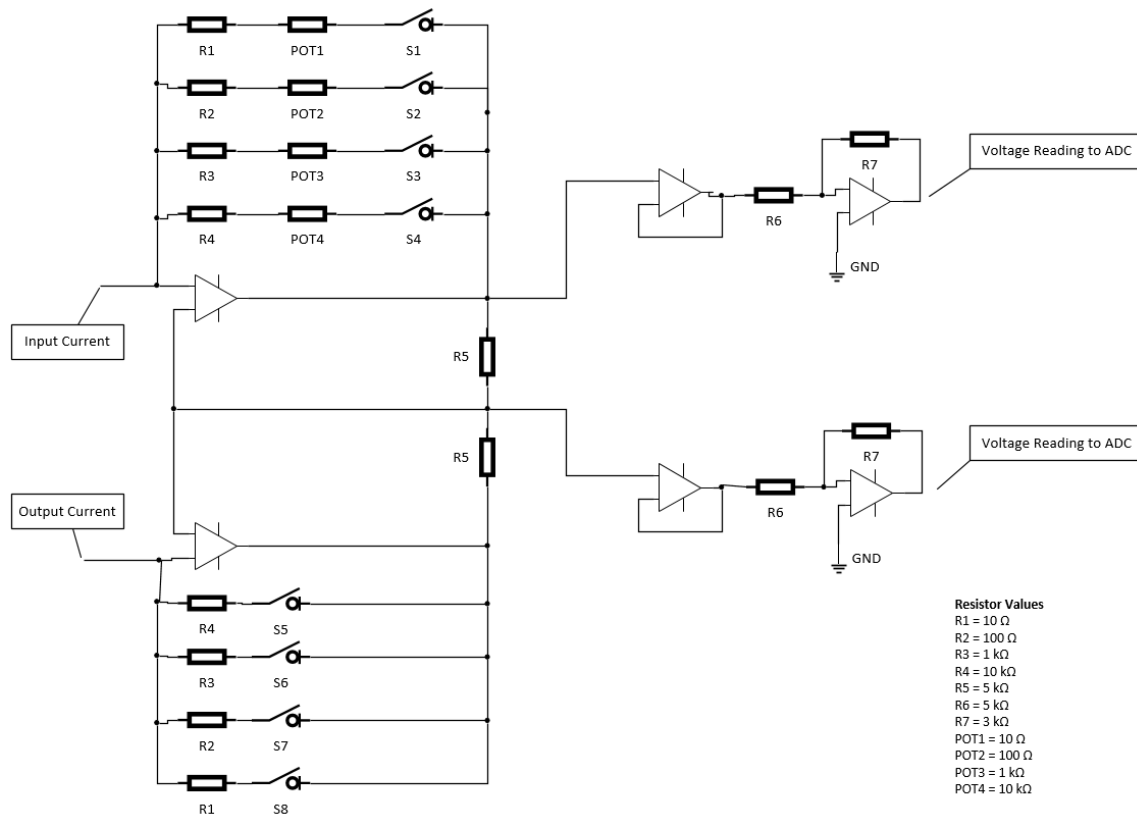 R1 POT1 S1
R2 POT2 S2
R3 POT3 S3
R4 POT4 S4
Input Current
R5
R5
Output Current
R4 S5
R3 S6
R2 S7
R1 S8
R7
R6
GND
Voltage Reading to ADC
R7
R6
GND
Voltage Reading to ADC
Resistor Values
R1 = 10 Ω
R2 = 100 Ω
R3 = 1 kΩ
R4 = 10 kΩ
R5 = 5 kΩ
R6 = 5 kΩ
R7 = 3 kΩ
POT1 = 10 Ω
POT2 = 100 Ω
POT3 = 1 kΩ
POT4 = 10 kΩ